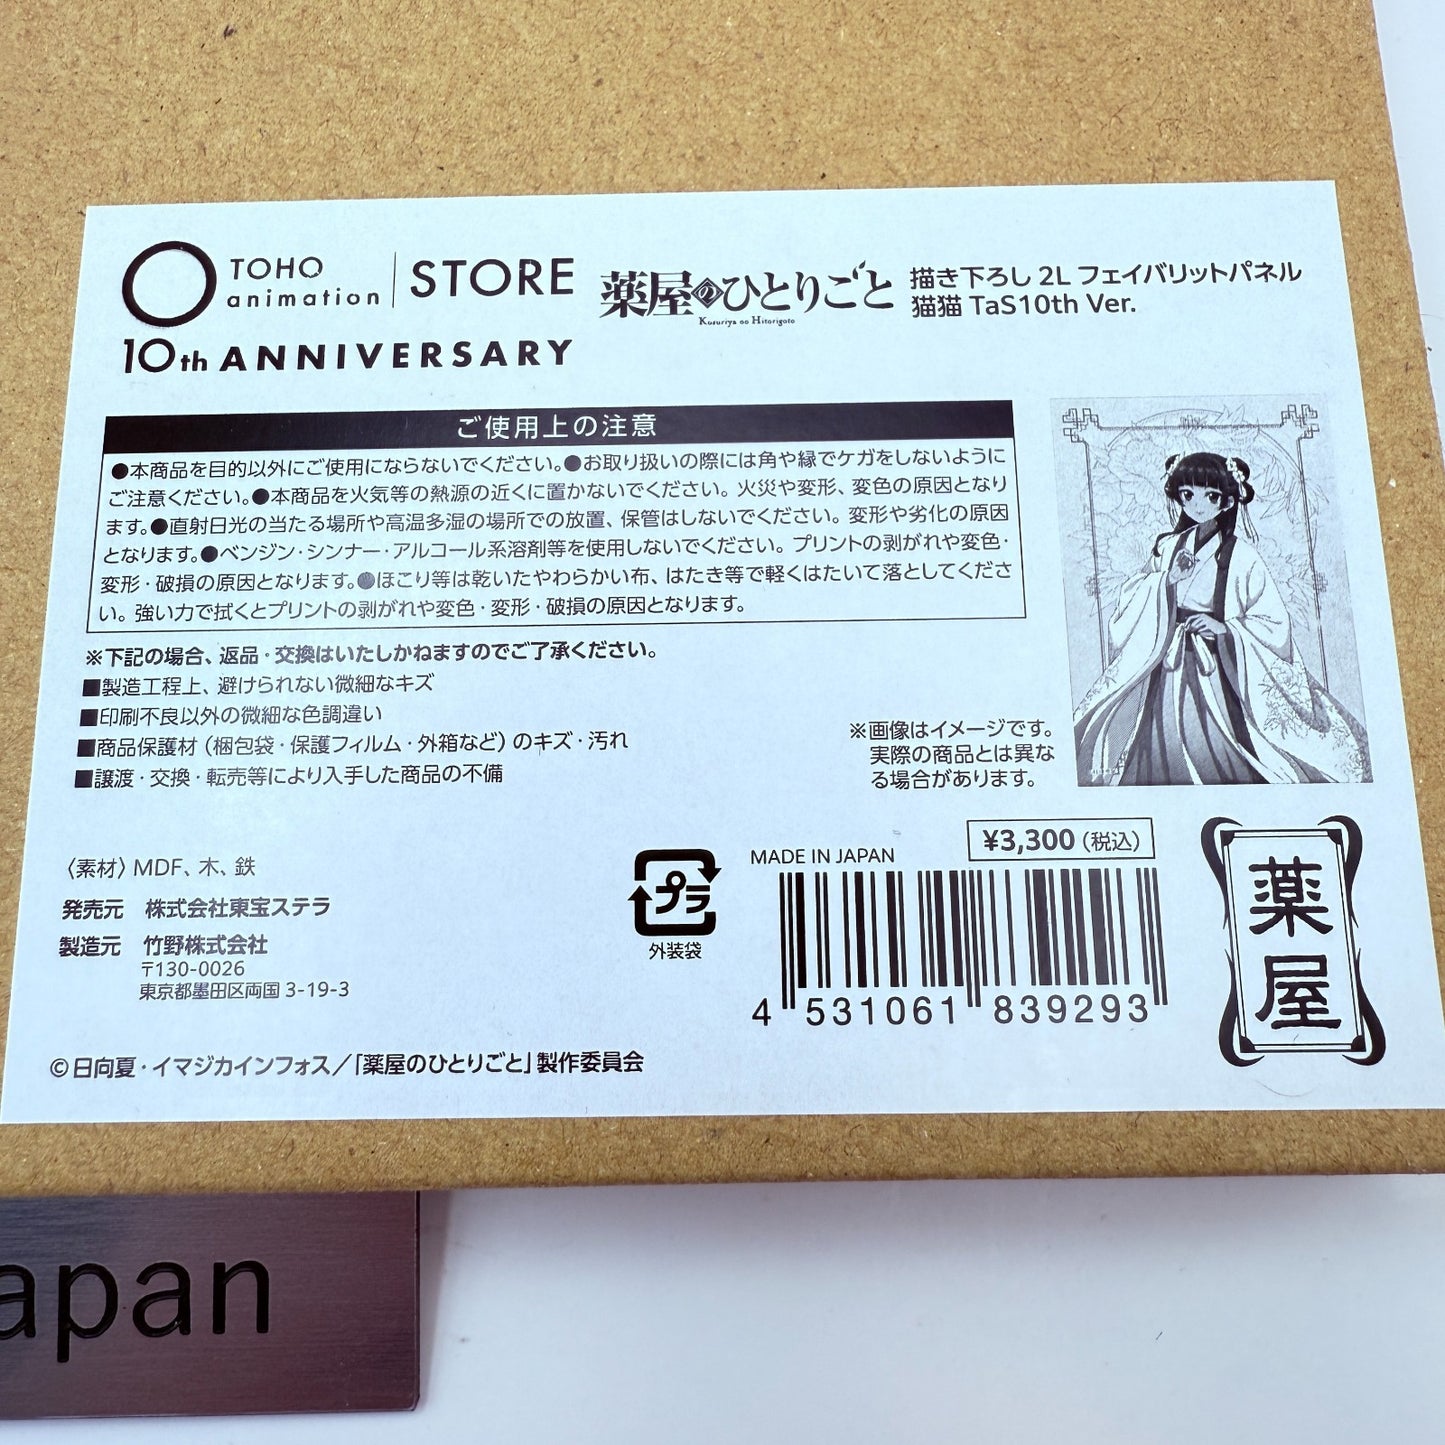 TOHO
animation
STORE
10th ANNIVERSARY
薬屋のひとりごと
Kusuriya no Hitorigoto
描き下ろし 2L フェイバリットパネル
猫猫 TaS10th Ver.
ご使用上の注意
●本商品を目的以外にご使用にならないでください。●お取り扱いの際には角や縁でケガをしないように
ご注意ください。●本商品を火気等の熱源の近くに置かないでください。火災や変形、変色の原因となり
ます。●直射日光の当たる場所や高温多湿の場所での放置、保管はしないでください。変形や劣化の原因
となります。●ベンジン・シンナー・アルコール系溶剤等を使用しないでください。プリントの剥がれや変色・
変形・破損の原因となります。●ほこり等は乾いたやわらかい布、はたき等で軽くはたいて落としてくださ
い。強い力で拭くとプリントの剥がれや変色・変形・破損の原因となります。
※下記の場合、返品・交換はいたしかねますのでご了承ください。
■製造工程上、避けられない微細なキズ
■印刷不良以外の微細な色調違い
■商品保護材（梱包袋・保護フィルム・外箱など）のキズ・汚れ
■譲渡・交換・転売等により入手した商品の不備
※画像はイメージです。
実際の商品とは異な
る場合があります。
〈素材〉MDF、木、鉄
発売元 株式会社東宝ステラ
製造元 竹野株式会社
〒130-0026
東京都墨田区両国 3-19-3
プラ
外装袋
MADE IN JAPAN
¥3,300（税込）
4 531061 839293
薬屋
©日向夏・イマジカインフォス／「薬屋のひとりごと」製作委員会
apan